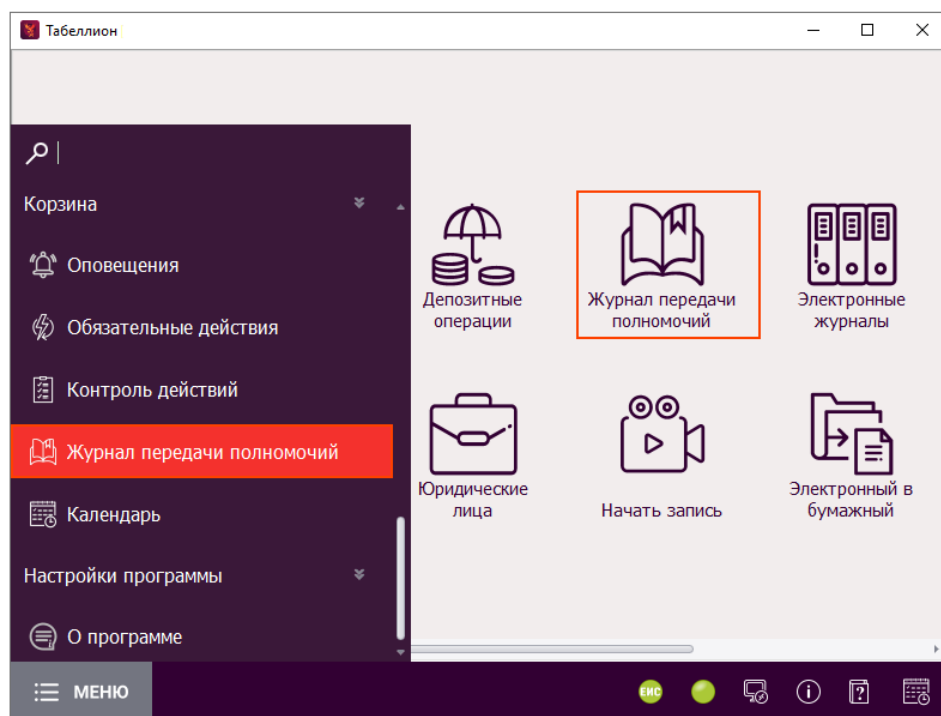 Табеллион
Корзина
Оповещения
Обязательные действия
Контроль действий
Журнал передачи полномочий
Календарь
Настройки программы
О программе
Депозитные
операции
Журнал передачи
полномочий
Электронные
журналы
Юридические
лица
Начать запись
Электронный в
бумажный
МЕНЮ
ЕНС